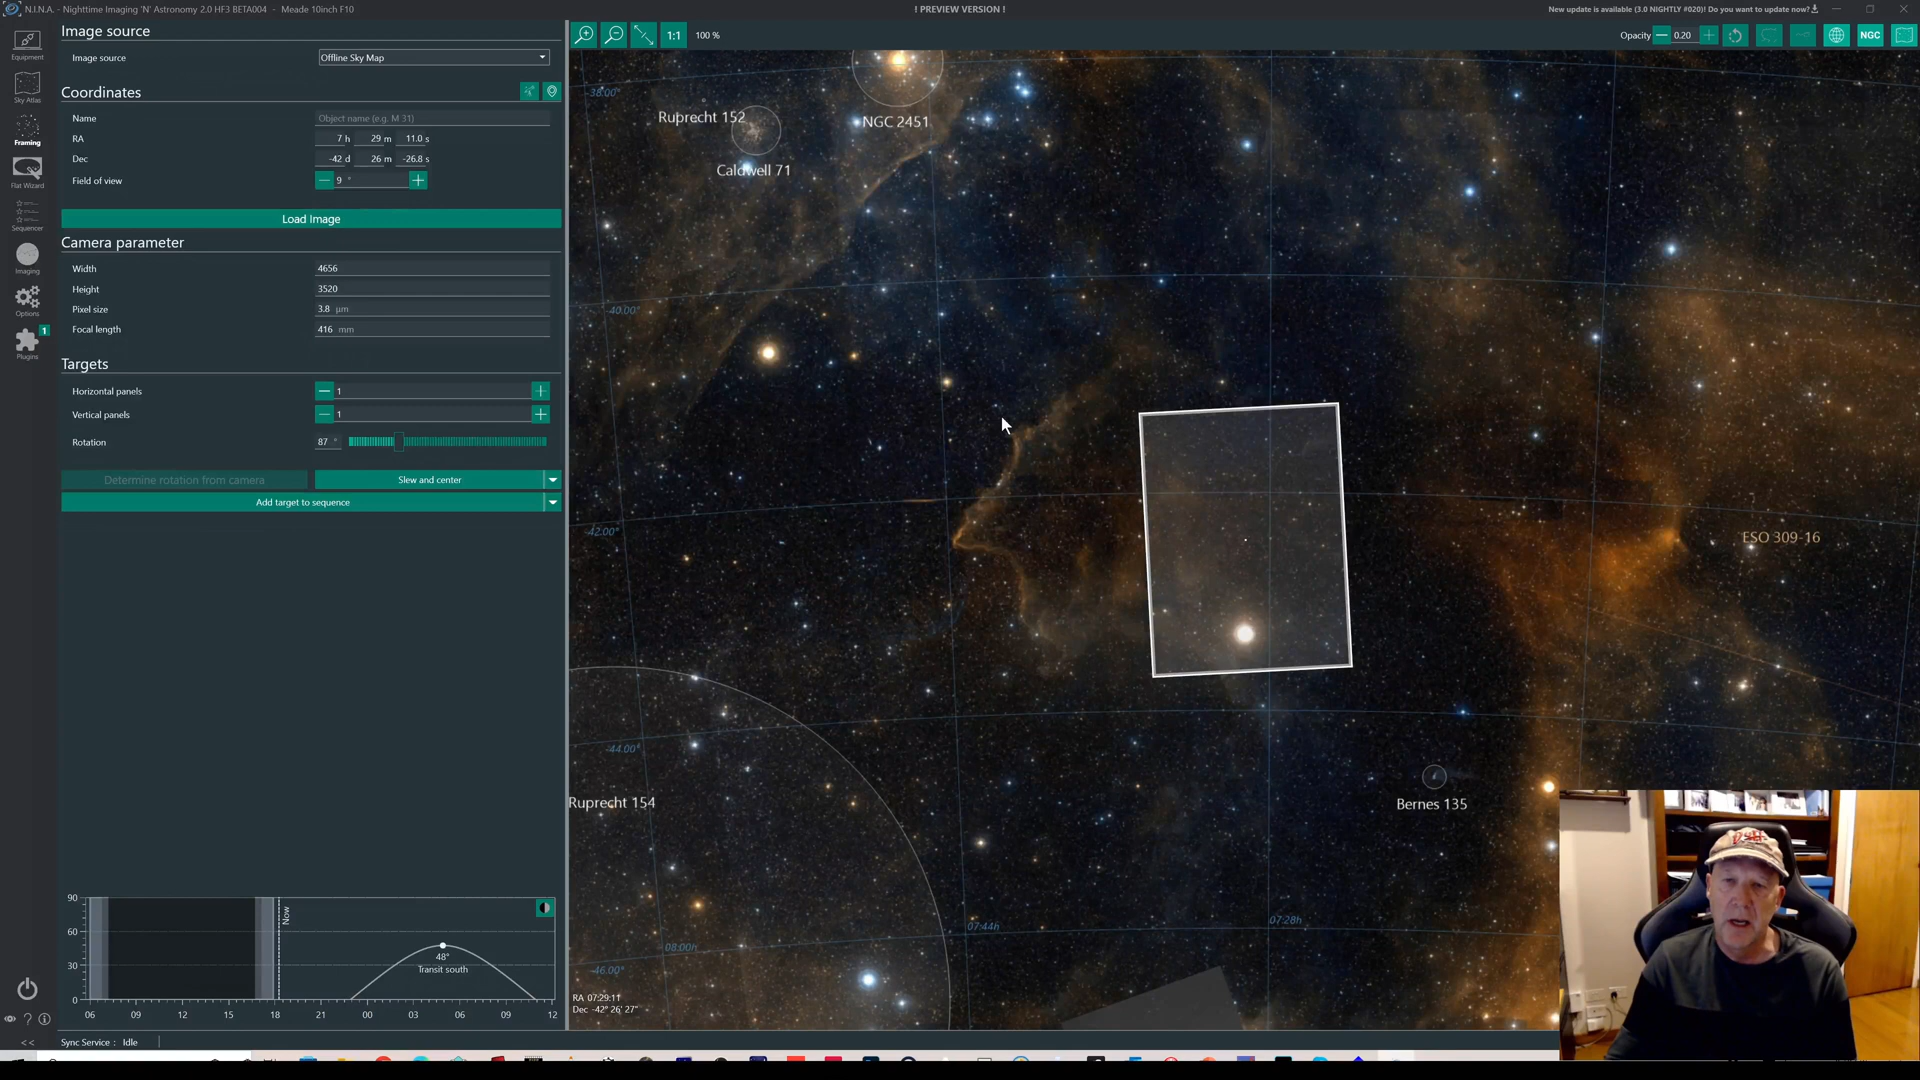 N.I.N.A. - Nighttime Imaging 'N' Astronomy 2.0 HF3 BETA004 - Meade 10inch F10
! PREVIEW VERSION !
New update is available (3.0 NIGHTLY #020)! Do you want to update now?
Equipment
Sky Atlas
Framing
Flat Wizard
Sequencer
Imaging
Options
1
Plugins
Image source
Image source
Offline Sky Map
Coordinates
Name
Object name (e.g. M 31)
RA
7 h 29 m 11.0 s
Dec
-42 d 26 m -26.8 s
Field of view
9 °
Load Image
Camera parameter
Width
4656
Height
3520
Pixel size
3.8 µm
Focal length
416 mm
Targets
Horizontal panels
1
Vertical panels
1
Rotation
87 °
Determine rotation from camera
Slew and center
Add target to sequence
90
60
30
0
Now
48°
Transit south
06 09 12 15 18 21 00 03 06 09 12
<<
Sync Service : Idle
1:1
100 %
Opacity
0.20
NGC
-38.00°
Ruprecht 152
NGC 2451
Caldwell 71
-40.00°
-42.00°
ESO 309-16
-44.00°
Ruprecht 154
Bernes 135
07:28h
07:44h
08:00h
-46.00°
RA 07:29:11
Dec -42° 26' 27"